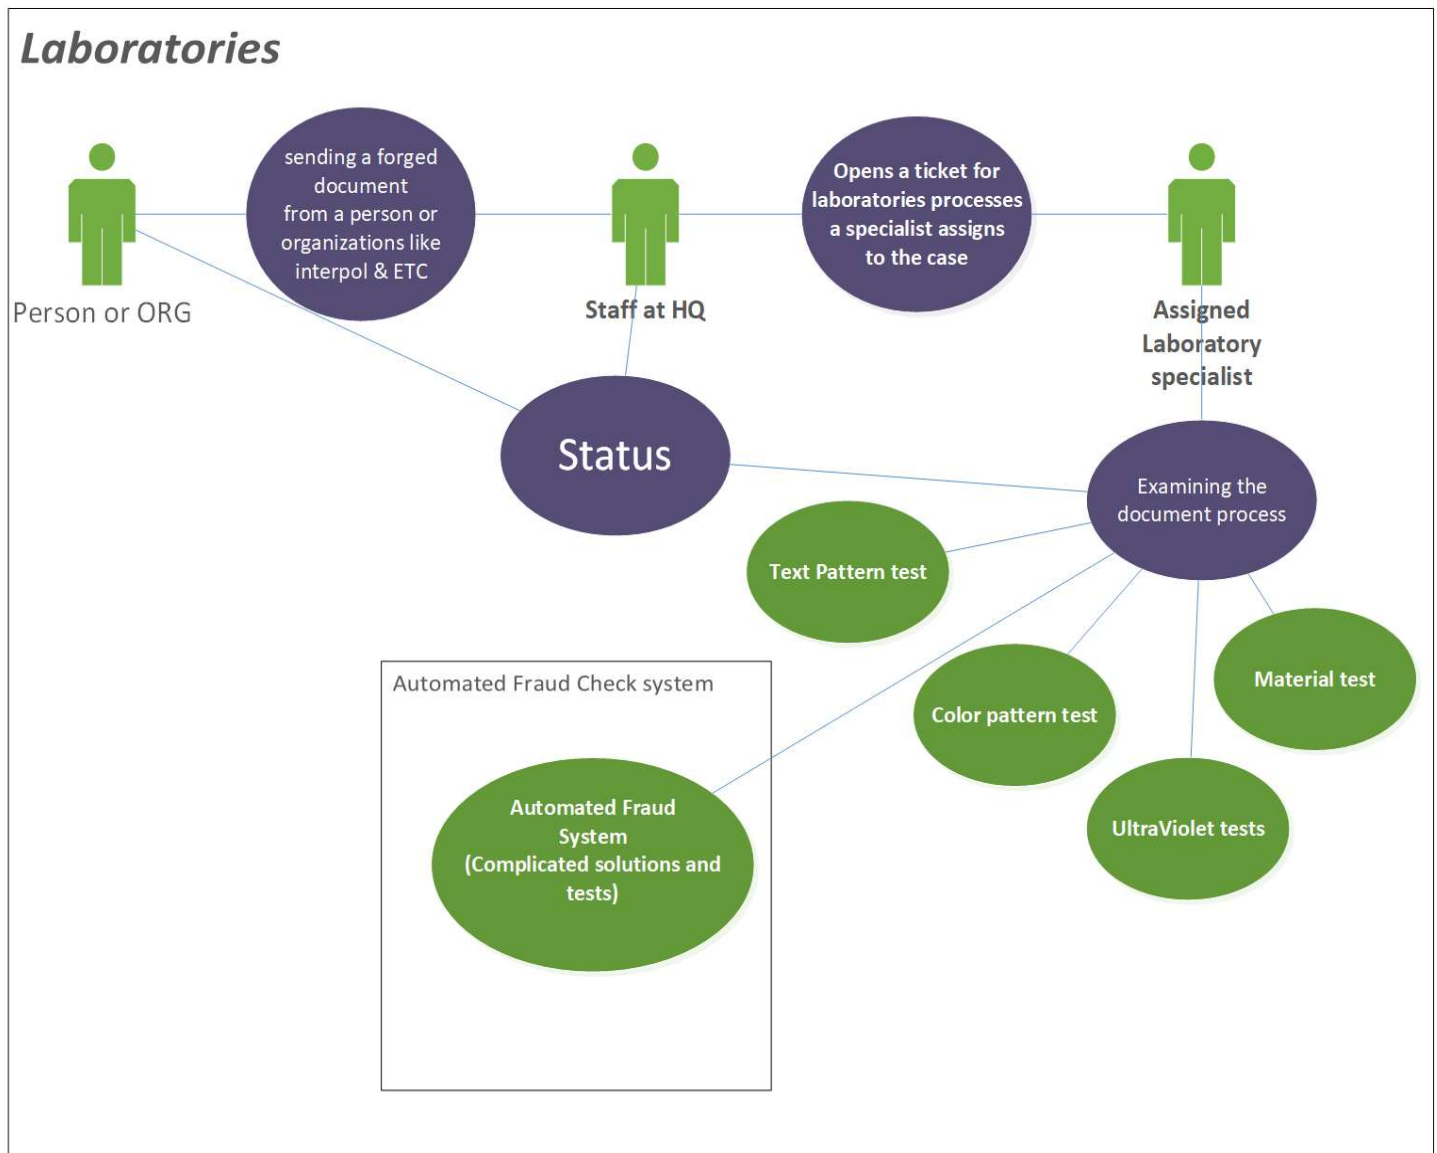 Laboratories
sending a forged
document
from a person or
organizations like
interpol & ETC
Opens a ticket for
laboratories processes
a specialist assigns
to the case
Person or ORG
Staff at HQ
Assigned
Laboratory
specialist
Status
Examining the
document process
Text Pattern test
Material test
Automated Fraud Check system
Color pattern test
Automated Fraud
System
(Complicated solutions and
tests)
UltraViolet tests